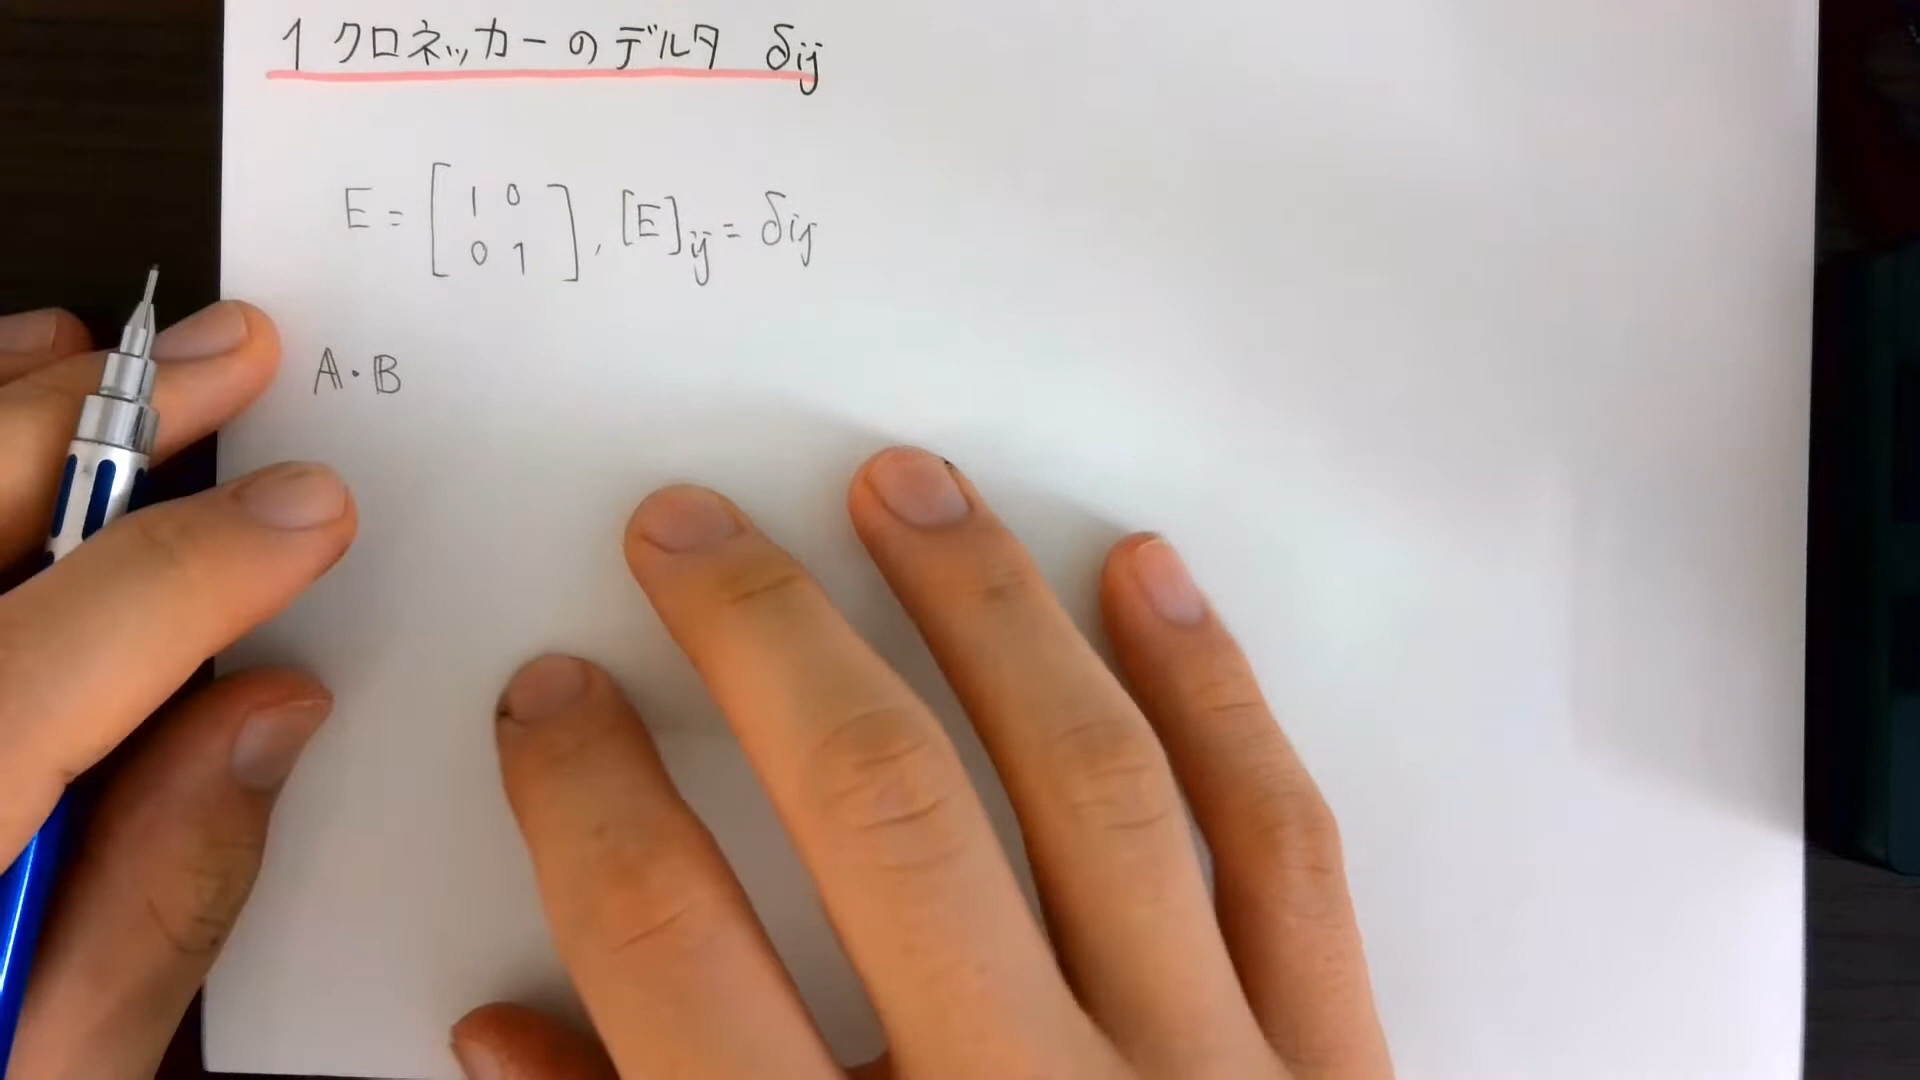 1 クロネッカーのデルタ δij
E = [ 1 0
0 1 ], [E]ij = δij
A・B